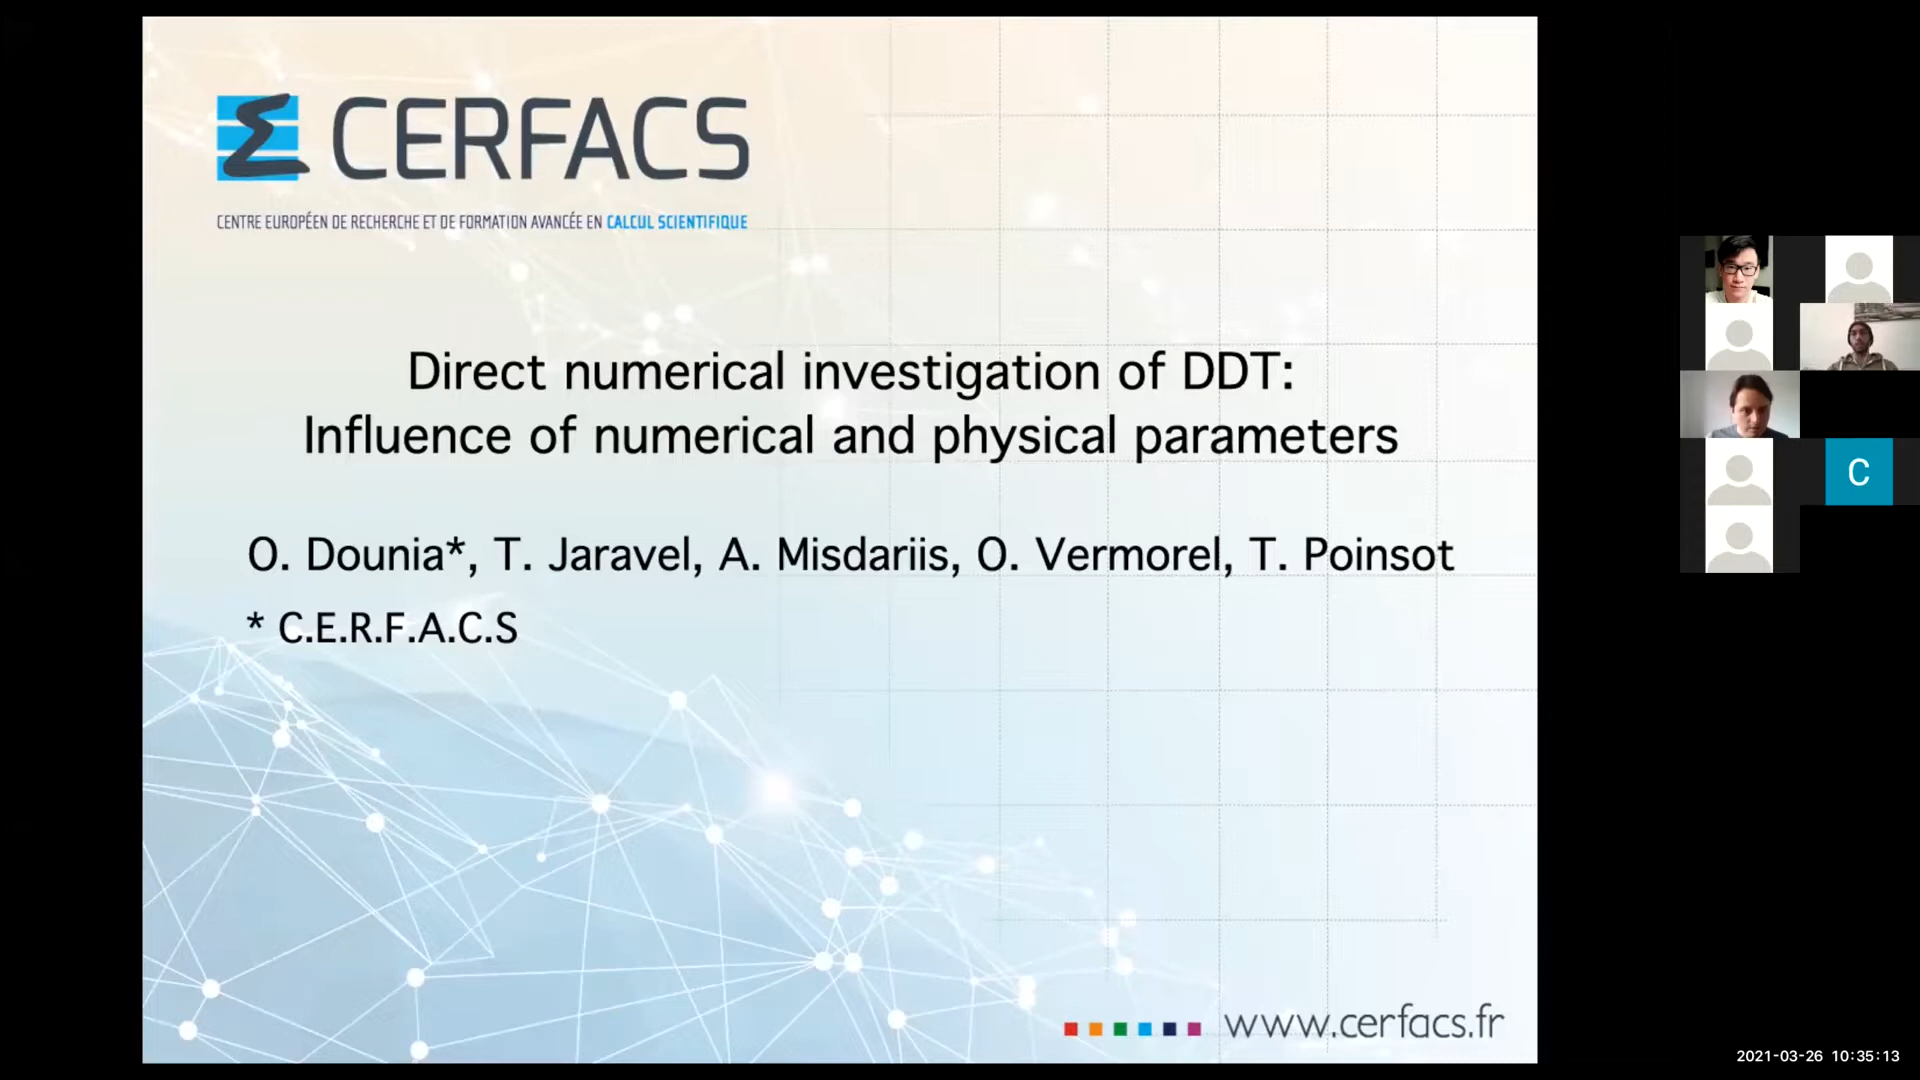 CERFACS
CENTRE EUROPÉEN DE RECHERCHE ET DE FORMATION AVANCÉE EN CALCUL SCIENTIFIQUE
Direct numerical investigation of DDT:
Influence of numerical and physical parameters
O. Dounia*, T. Jaravel, A. Misdariis, O. Vermorel, T. Poinsot
* C.E.R.F.A.C.S
www.cerfacs.fr
C
2021-03-26 10:35:13